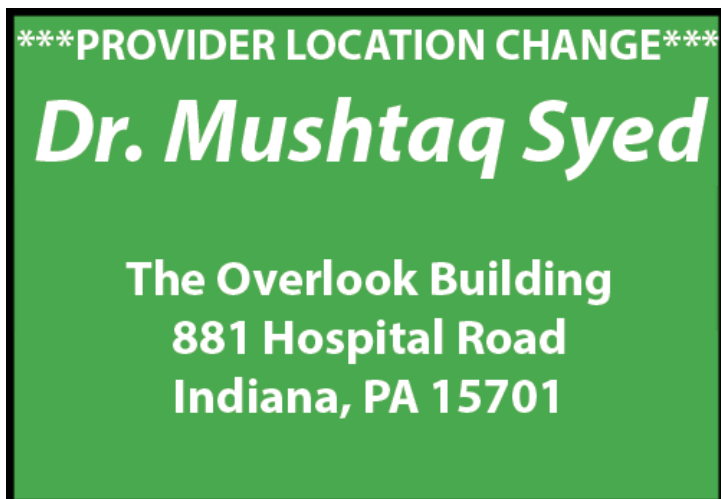 ***PROVIDER LOCATION CHANGE***
Dr. Mushtaq Syed
The Overlook Building
881 Hospital Road
Indiana, PA 15701